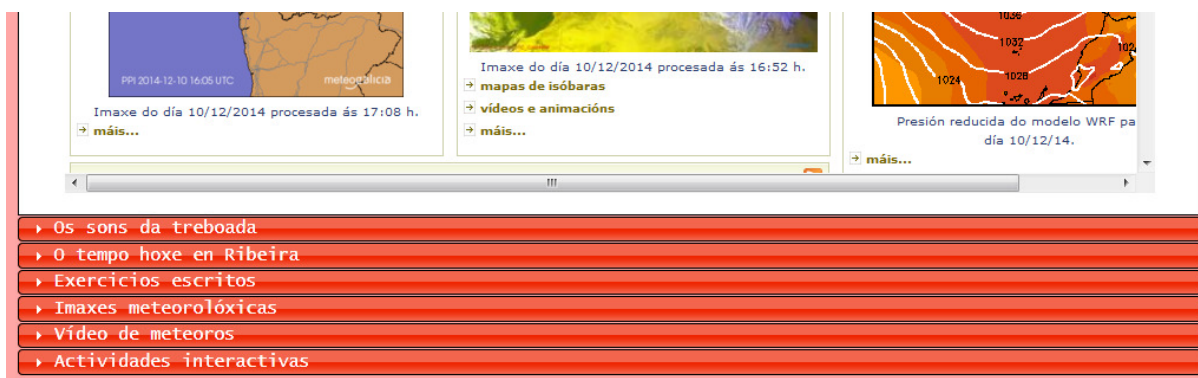 PPI 2014-12-10 16:05 UTC
meteogalicia
Imaxe do día 10/12/2014 procesada ás 17:08 h.
máis...
Imaxe do día 10/12/2014 procesada ás 16:52 h.
mapas de isóbaras
vídeos e animacións
máis...
1036
1032
102
1024
1028
Presión reducida do modelo WRF pa
día 10/12/14.
máis...
Os sons da treboada
O tempo hoxe en Ribeira
Exercicios escritos
Imaxes meteorolóxicas
Vídeo de meteoros
Actividades interactivas